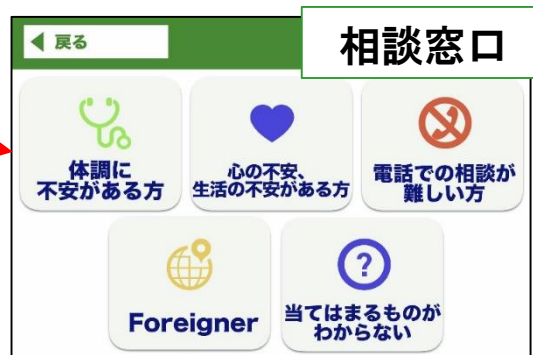 戻る
相談窓口
体調に
不安がある方
心の不安、
生活の不安がある方
電話での相談が
難しい方
Foreigner
当てはまるものが
わからない